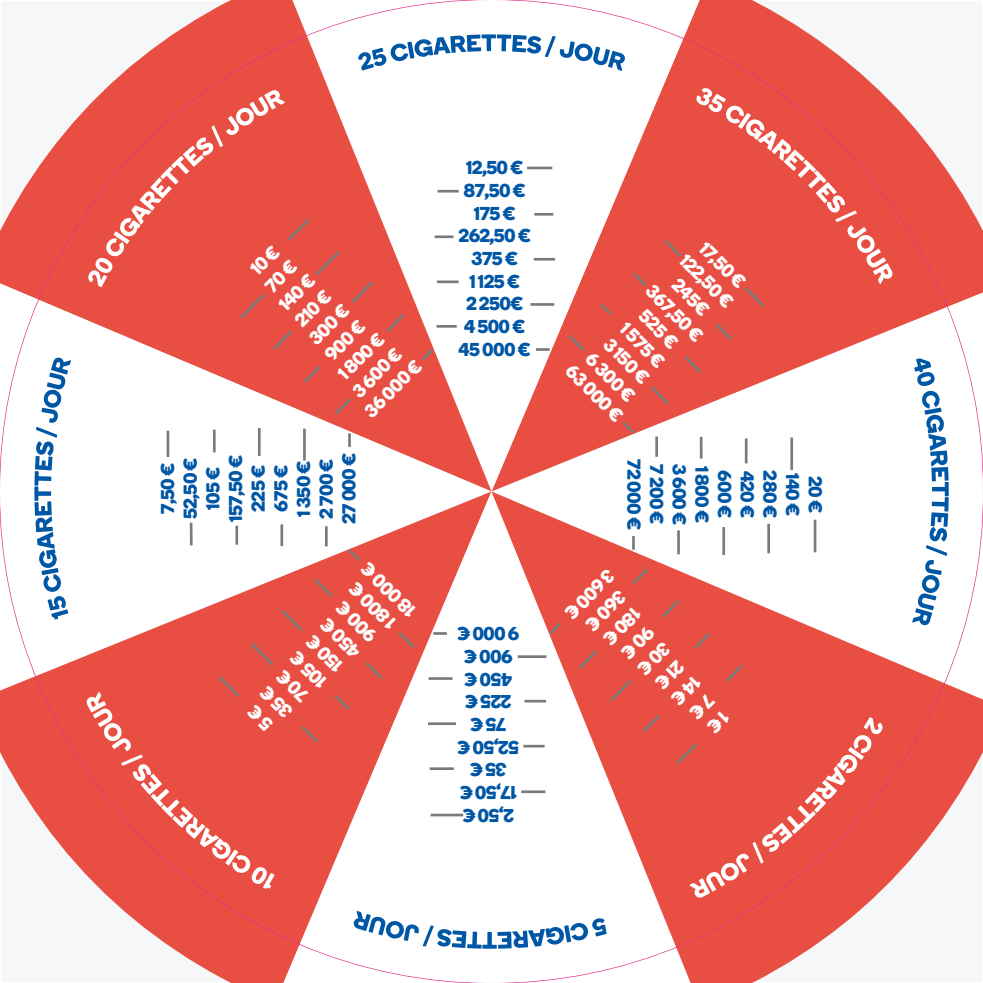 25 CIGARETTES / JOUR
12,50 €
87,50 €
175 €
262,50 €
375 €
1 125 €
2 250€
4 500 €
45 000 €
35 CIGARETTES / JOUR
17,50 €
122,50 €
245€
367,50 €
525 €
1 575 €
3 150€
6 300 €
63 000 €
40 CIGARETTES / JOUR
20 €
140 €
280 €
420 €
600 €
1 800 €
3 600 €
7 200 €
72 000 €
2 CIGARETTES / JOUR
1€
7 €
14€
21€
30 €
90 €
180 €
360 €
3 600 €
5 CIGARETTES / JOUR
2,50 €
17,50 €
35 €
52,50 €
75 €
225 €
450 €
900 €
9 000 €
10 CIGARETTES / JOUR
5 €
35 €
70 €
105 €
150 €
450 €
900 €
1 800 €
18 000 €
15 CIGARETTES / JOUR
7,50 €
52,50 €
105 €
157,50 €
225 €
675 €
1 350 €
2 700 €
27 000 €
20 CIGARETTES / JOUR
10 €
70 €
140 €
210 €
300 €
900 €
1 800 €
3 600 €
36 000 €